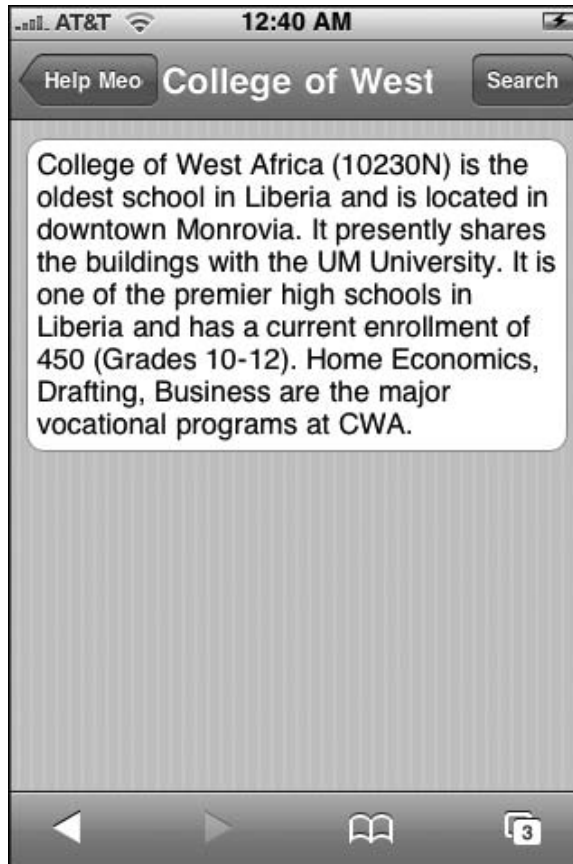 AT&T 12:40 AM
Help Meo College of West Search
College of West Africa (10230N) is the
oldest school in Liberia and is located in
downtown Monrovia. It presently shares
the buildings with the UM University. It is
one of the premier high schools in
Liberia and has a current enrollment of
450 (Grades 10-12). Home Economics,
Drafting, Business are the major
vocational programs at CWA.
3